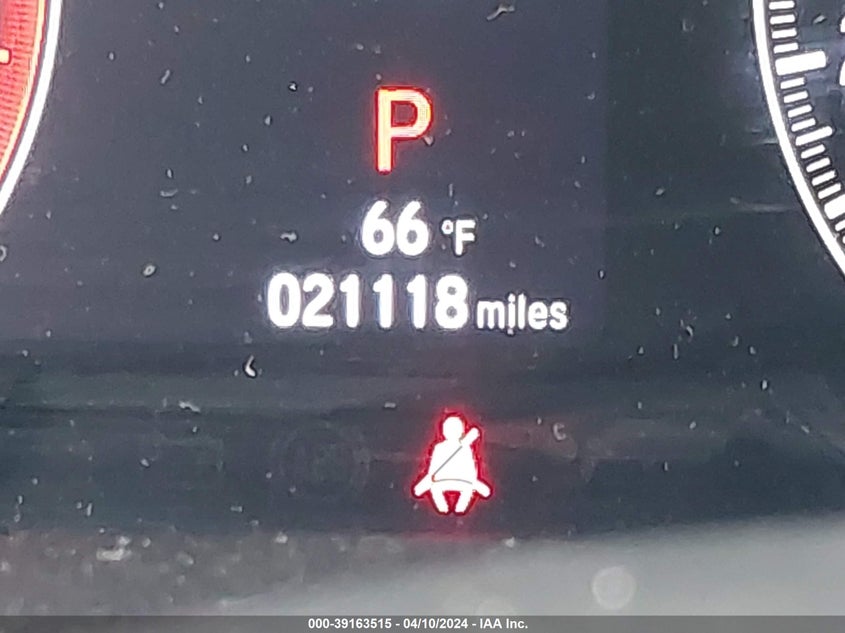 P
66 °F
021118 miles
000-39163515 - 04/10/2024 - IAA Inc.